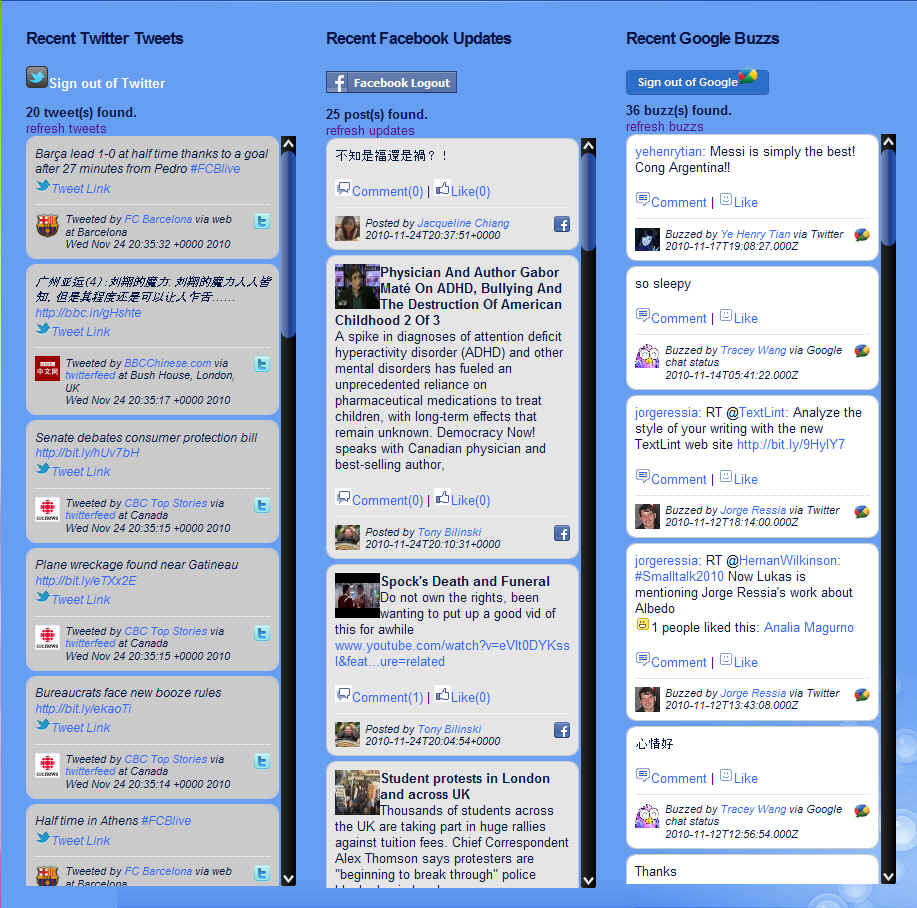 Recent Twitter Tweets
Sign out of Twitter
20 tweet(s) found.
refresh tweets
Barça lead 1-0 at half time thanks to a goal
after 27 minutes from Pedro #FCBlive
Tweet Link
Tweeted by FC Barcelona via web
at Barcelona
Wed Nov 24 20:35:32 +0000 2010
广州亚运(4):刘翔的魔力. 刘翔的魔力人人皆
知, 但是其程度还是可以让人乍舌......
http://bbc.in/gHshte
Tweet Link
BBC
中文网
Tweeted by BBCChinese.com via
twitterfeed at Bush House, London,
UK
Wed Nov 24 20:35:17 +0000 2010
Senate debates consumer protection bill
http://bit.ly/hUv7bH
Tweet Link
Tweeted by CBC Top Stories via
twitterfeed at Canada
Wed Nov 24 20:35:15 +0000 2010
Plane wreckage found near Gatineau
http://bit.ly/eTXx2E
Tweet Link
Tweeted by CBC Top Stories via
twitterfeed at Canada
Wed Nov 24 20:35:15 +0000 2010
Bureaucrats face new booze rules
http://bit.ly/ekaoTi
Tweet Link
Tweeted by CBC Top Stories via
twitterfeed at Canada
Wed Nov 24 20:35:14 +0000 2010
Half time in Athens #FCBlive
Tweet Link
Tweeted by FC Barcelona via web
at Barcelona
Recent Facebook Updates
Facebook Logout
25 post(s) found.
refresh updates
不知是福還是禍？！
Comment(0) | Like(0)
Posted by Jacqueline Chiang
2010-11-24T20:37:51+0000
Physician And Author Gabor
Maté On ADHD, Bullying And
The Destruction Of American
Childhood 2 Of 3
A spike in diagnoses of attention deficit
hyperactivity disorder (ADHD) and other
mental disorders has fueled an
unprecedented reliance on
pharmaceutical medications to treat
children, with long-term effects that
remain unknown. Democracy Now!
speaks with Canadian physician and
best-selling author,
Comment(0) | Like(0)
Posted by Tony Bilinski
2010-11-24T20:10:31+0000
Spock's Death and Funeral
Do not own the rights, been
wanting to put up a good vid of
this for awhile
www.youtube.com/watch?v=eVlt0DYKss
I&feat...ure=related
Comment(1) | Like(0)
Posted by Tony Bilinski
2010-11-24T20:04:54+0000
Student protests in London
and across UK
Thousands of students across
the UK are taking part in huge rallies
against tuition fees. Chief Correspondent
Alex Thomson says protesters are
"beginning to break through" police
Recent Google Buzzs
Sign out of Google
36 buzz(s) found.
refresh buzzs
yehenrytian: Messi is simply the best!
Cong Argentina!!
Comment | Like
Buzzed by Ye Henry Tian via Twitter
2010-11-17T19:08:27.000Z
so sleepy
Comment | Like
Buzzed by Tracey Wang via Google
chat status
2010-11-14T05:41:22.000Z
jorgeressia: RT @TextLint: Analyze the
style of your writing with the new
TextLint web site http://bit.ly/9HyIY7
Comment | Like
Buzzed by Jorge Ressia via Twitter
2010-11-12T18:14:00.000Z
jorgeressia: RT @HernanWilkinson:
#Smalltalk2010 Now Lukas is
mentioning Jorge Ressia's work about
Albedo
1 people liked this: Analia Magurno
Comment | Like
Buzzed by Jorge Ressia via Twitter
2010-11-12T13:43:08.000Z
心情好
Comment | Like
Buzzed by Tracey Wang via Google
chat status
2010-11-12T12:56:54.000Z
Thanks